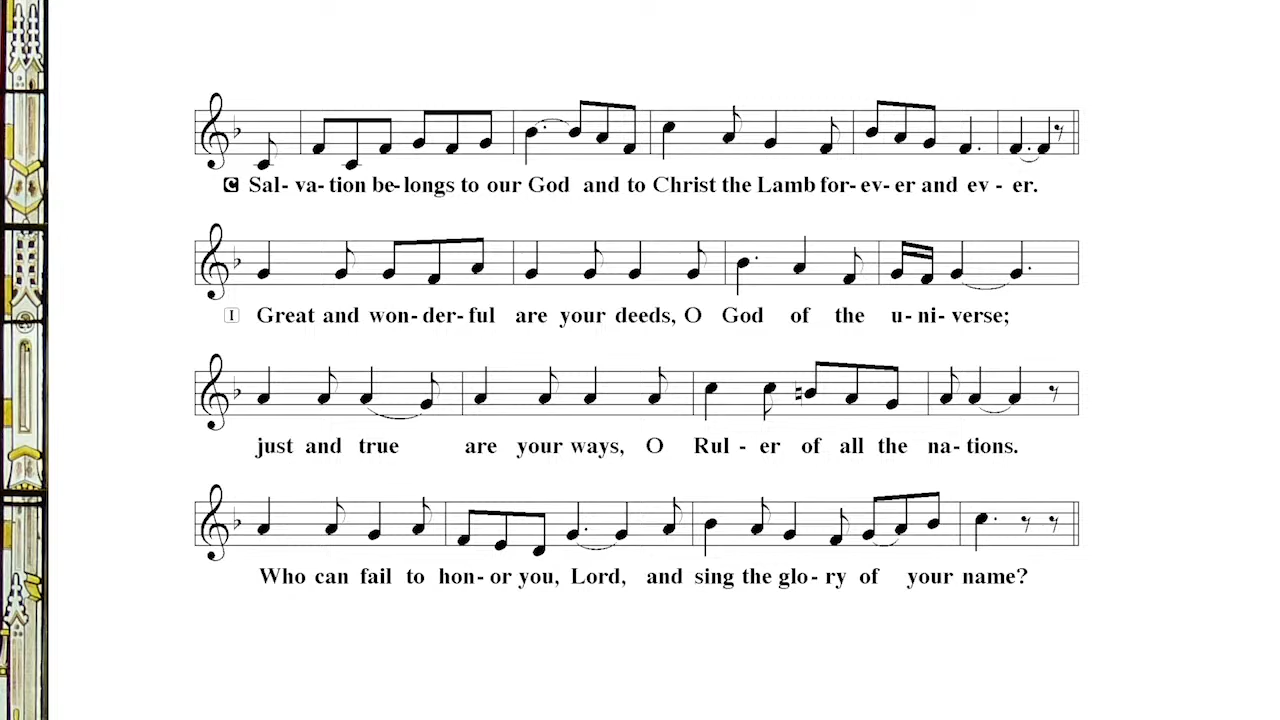 C Sal- va- tion be- longs to our God and to Christ the Lamb for- ev- er and ev - er.
I Great and won- der- ful are your deeds, O God of the u- ni- verse;
just and true are your ways, O Rul - er of all the na- tions.
Who can fail to hon- or you, Lord, and sing the glo- ry of your name?